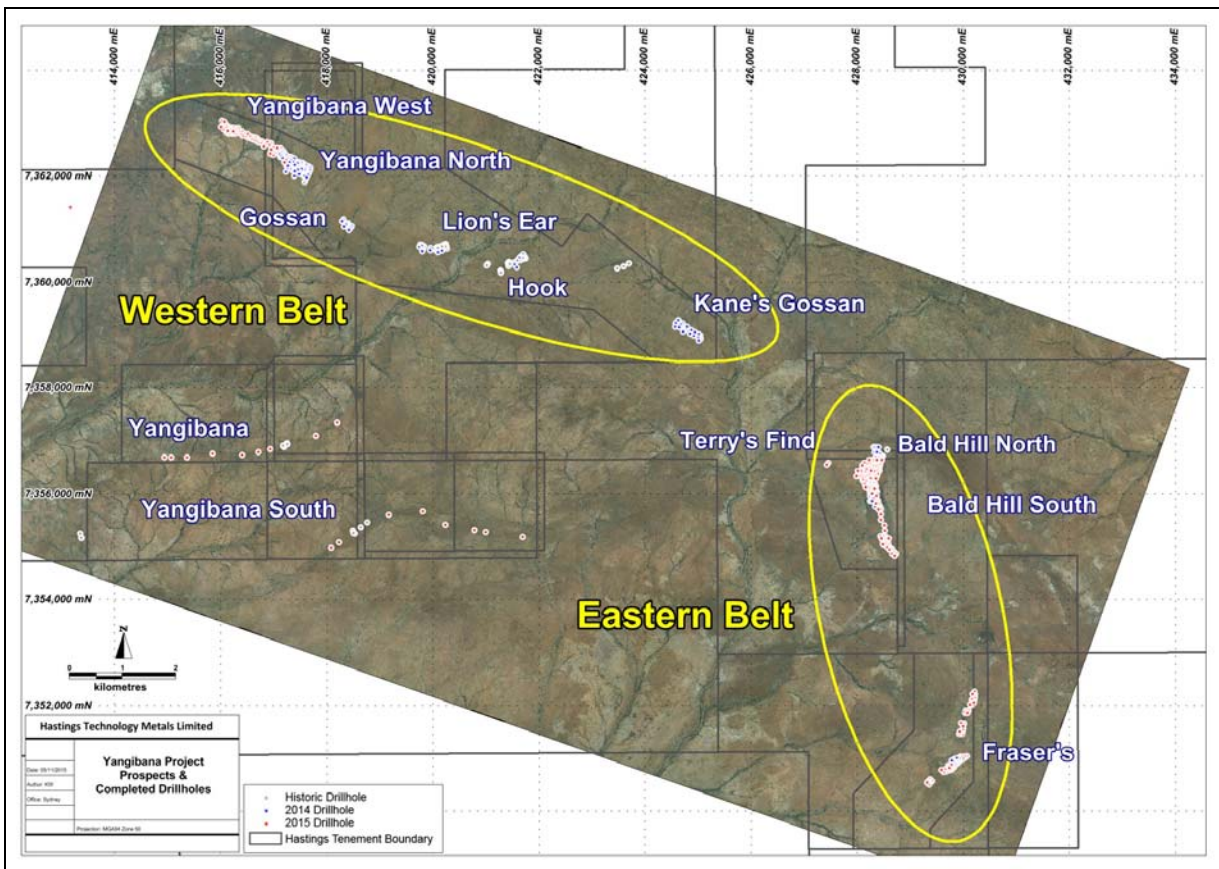 414,000 mE
416,000 mE
418,000 mE
420,000 mE
422,000 mE
424,000 mE
426,000 mE
428,000 mE
430,000 mE
432,000 mE
434,000 mE
Yangibana West
7,362,000 mN
Yangibana North
Gossan
Lion's Ear
7,360,000 mN
Hook
Western Belt
Kane's Gossan
7,358,000 mN
Yangibana
Terry's Find
Bald Hill North
7,356,000 mN
Yangibana South
Bald Hill South
7,354,000 mN
Eastern Belt
N
0 1 2
kilometres
7,352,000 mN
Hastings Technology Metals Limited
Fraser's
Yangibana Project
Prospects &
Completed Drillholes
Office: Sydney
Historic Drillhole
2014 Drillhole
2015 Drillhole
Hastings Tenement Boundary